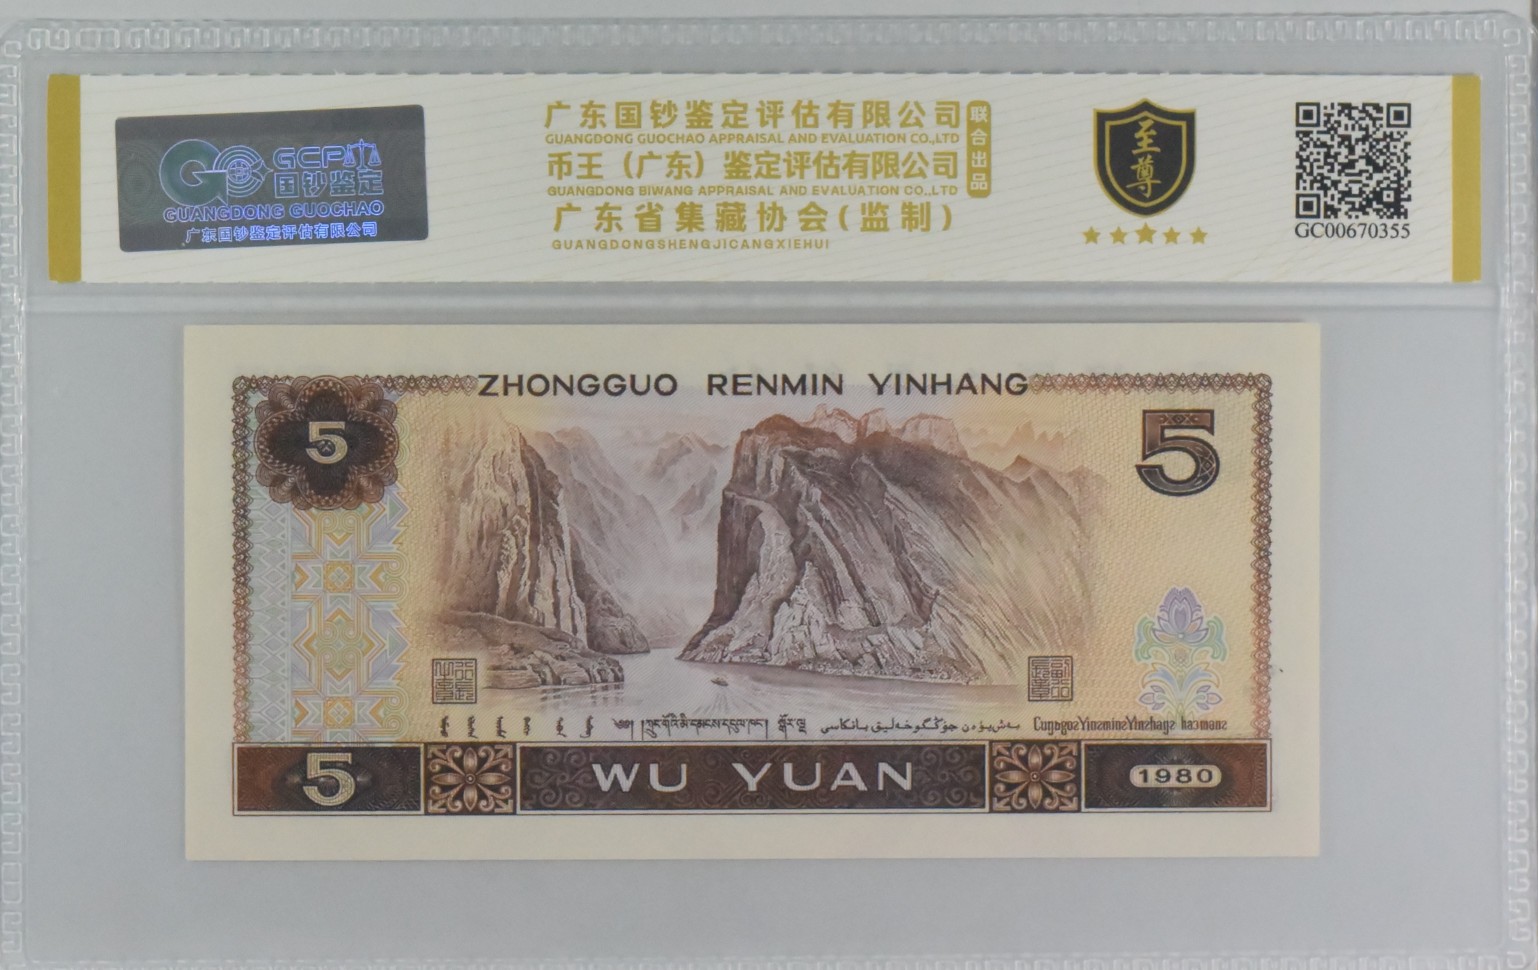 GCP
国钞鉴定
GUANGDONG GUOCHAO
广东国钞鉴定评估有限公司
广东国钞鉴定评估有限公司
GUANGDONG GUOCHAO APPRAISAL AND EVALUATION CO.,LTD
币王（广东）鉴定评估有限公司
GUANGDONG BIWANG APPRAISAL AND EVALUATION CO.,LTD
广东省集藏协会(监制)
GUANGDONGSHENGJICANGXIEHUI
联合出品
至尊
GC00670355
ZHONGGUO RENMIN YINHANG
5
5
CunghgozYinzminzYinzhangz
5
WU YUAN
1980